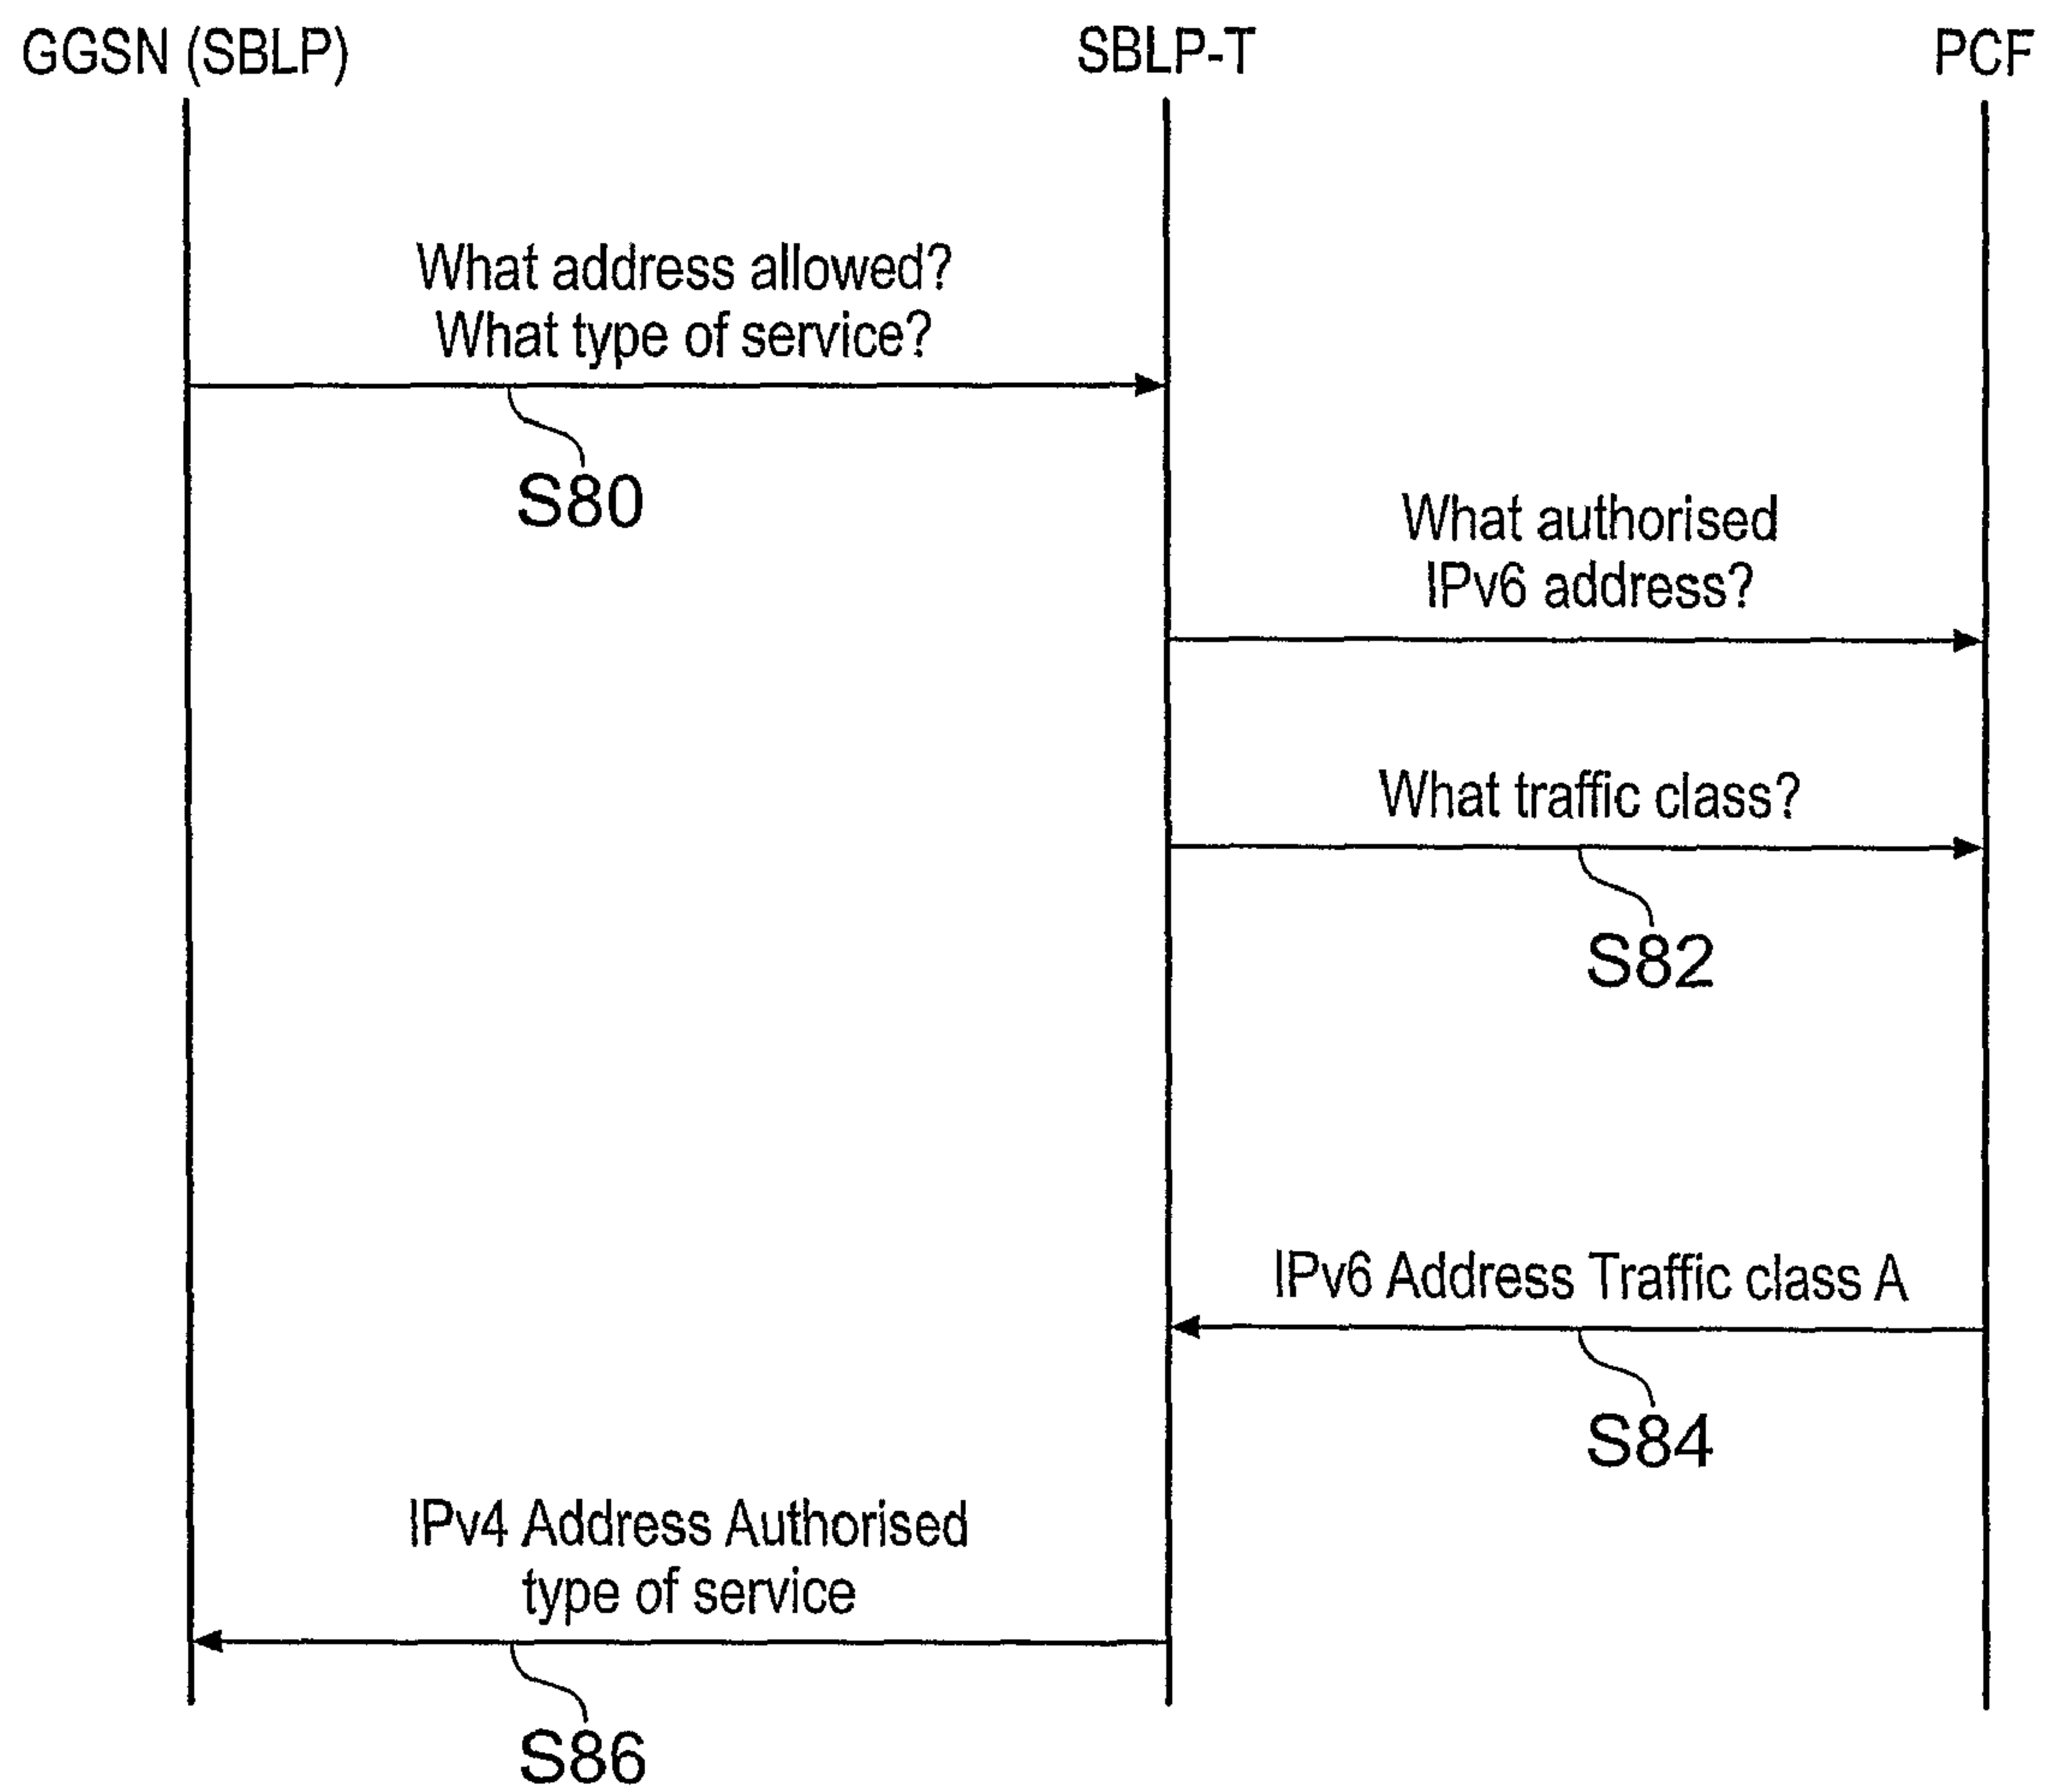 GGSN (SBLP)
SBLP-T
PCF
What address allowed?
What type of service?
S80
What authorised
IPv6 address?
What traffic class?
S82
IPv6 Address Traffic class A
S84
IPv4 Address Authorised
type of service
S86